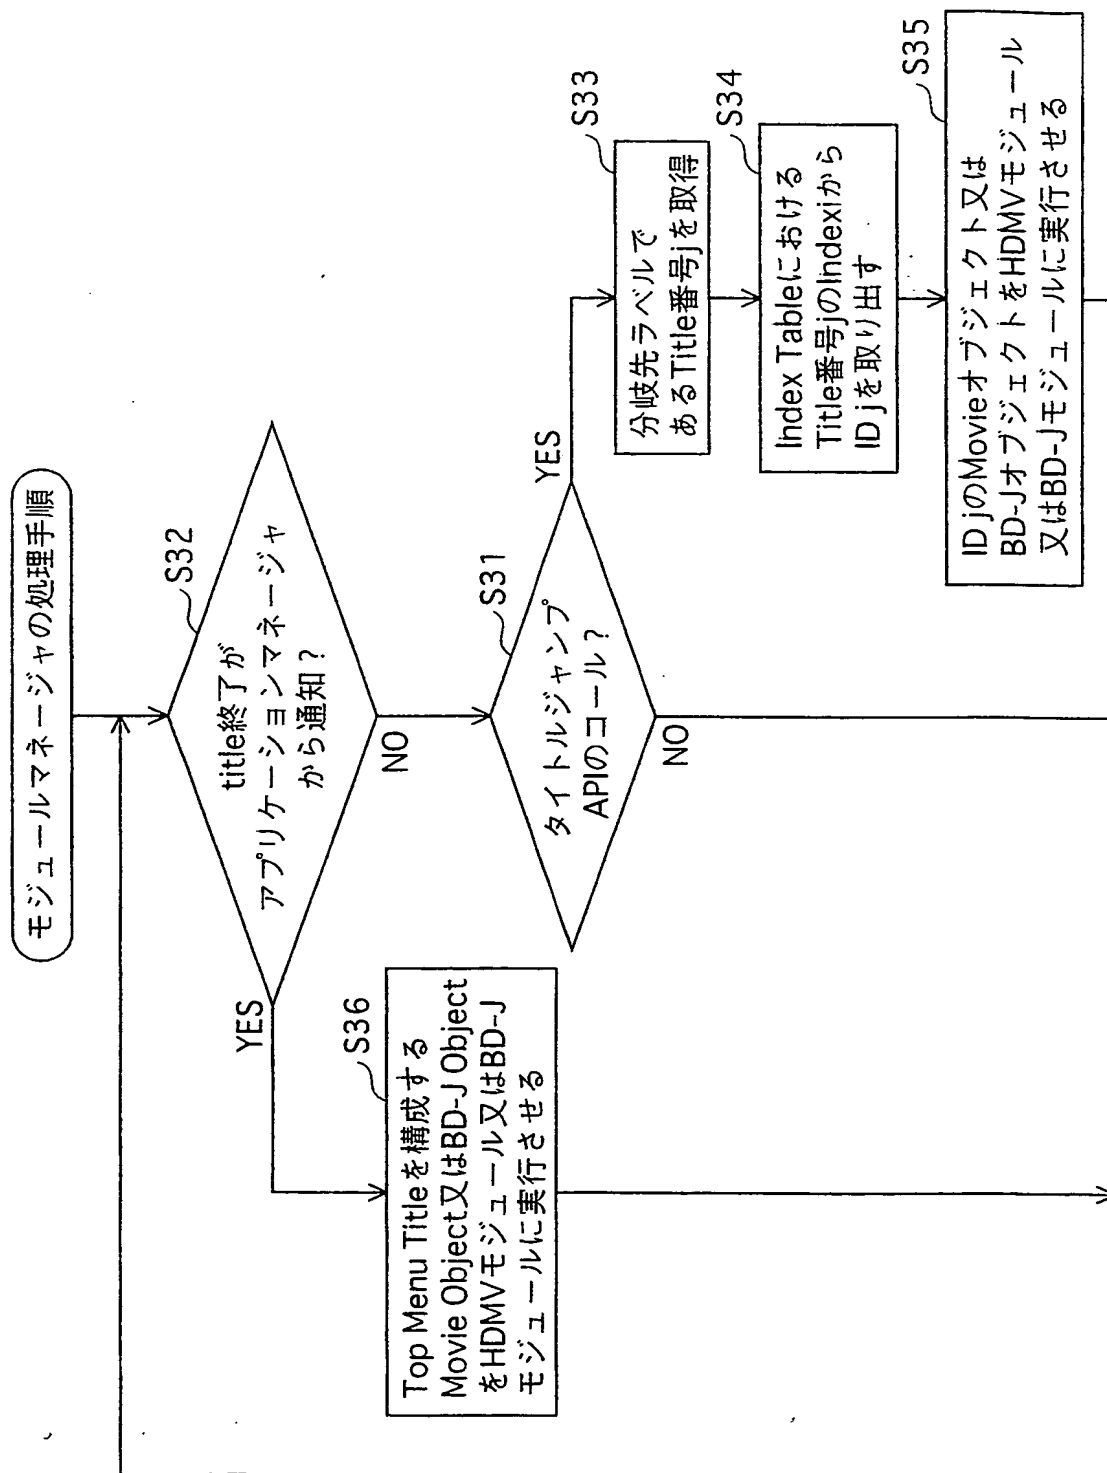 モジュールマネージャの処理手順
S32
title終了が
アプリケーションマネージャ
から通知？
YES
NO
S36
Top Menu Titleを構成する
Movie Object又はBD-J Object
をHDMVモジュール又はBD-J
モジュールに実行させる
S31
タイトルジャンプ
APIのコール？
YES
NO
S33
分岐先ラベルで
あるTitle番号jを取得
S34
Index Tableにおける
Title番号jのIndexiから
ID jを取り出す
S35
ID jのMovieオブジェクト又は
BD-JオブジェクトをHDMVモジュール
又はBD-Jモジュールに実行させる